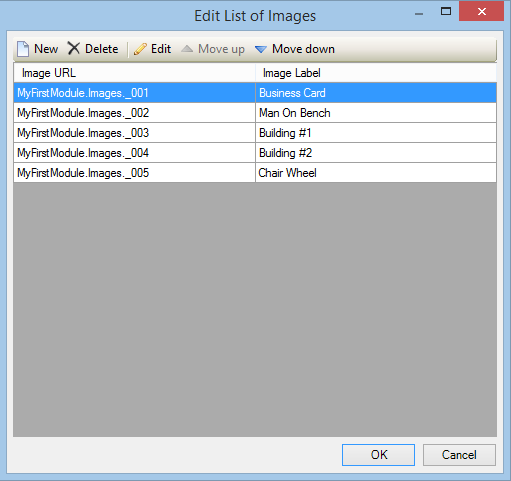 Edit List of Images
New Delete Edit Move up Move down
Image URL Image Label
MyFirstModule.Images._001 Business Card
MyFirstModule.Images._002 Man On Bench
MyFirstModule.Images._003 Building #1
MyFirstModule.Images._004 Building #2
MyFirstModule.Images._005 Chair Wheel
OK Cancel